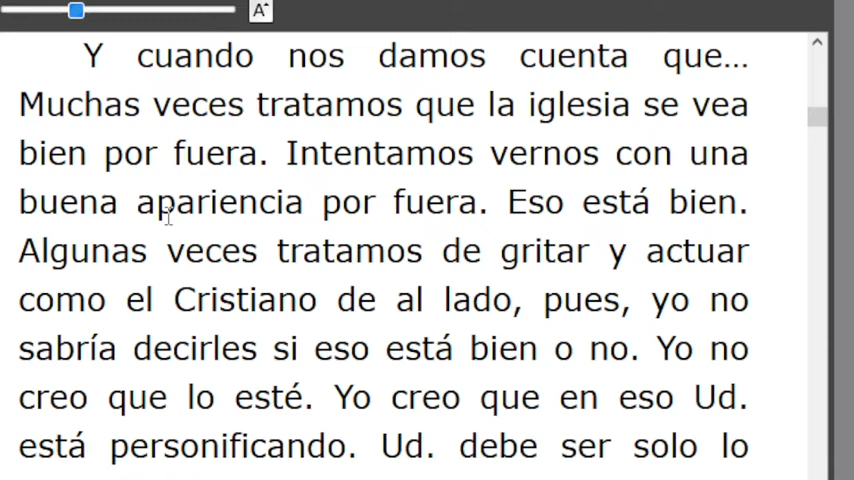 A
Y cuando nos damos cuenta que...
Muchas veces tratamos que la iglesia se vea
bien por fuera. Intentamos vernos con una
buena apariencia por fuera. Eso está bien.
Algunas veces tratamos de gritar y actuar
como el Cristiano de al lado, pues, yo no
sabría decirles si eso está bien o no. Yo no
creo que lo esté. Yo creo que en eso Ud.
está personificando. Ud. debe ser solo lo